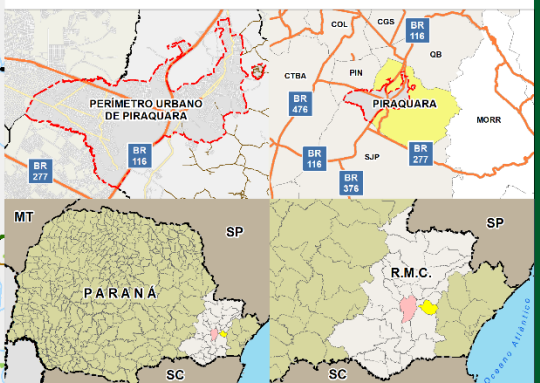 PERÍMETRO URBANO
DE PIRAQUARA
BR
277
BR
116
COL
CGS
BR
116
QB
PIN
CTBA
PIRAQUARA
BR
476
MORR
SJP
BR
116
BR
277
BR
376
MT
SP
PARANÁ
SC
SP
R.M.C.
SC
Oceano Atlântico